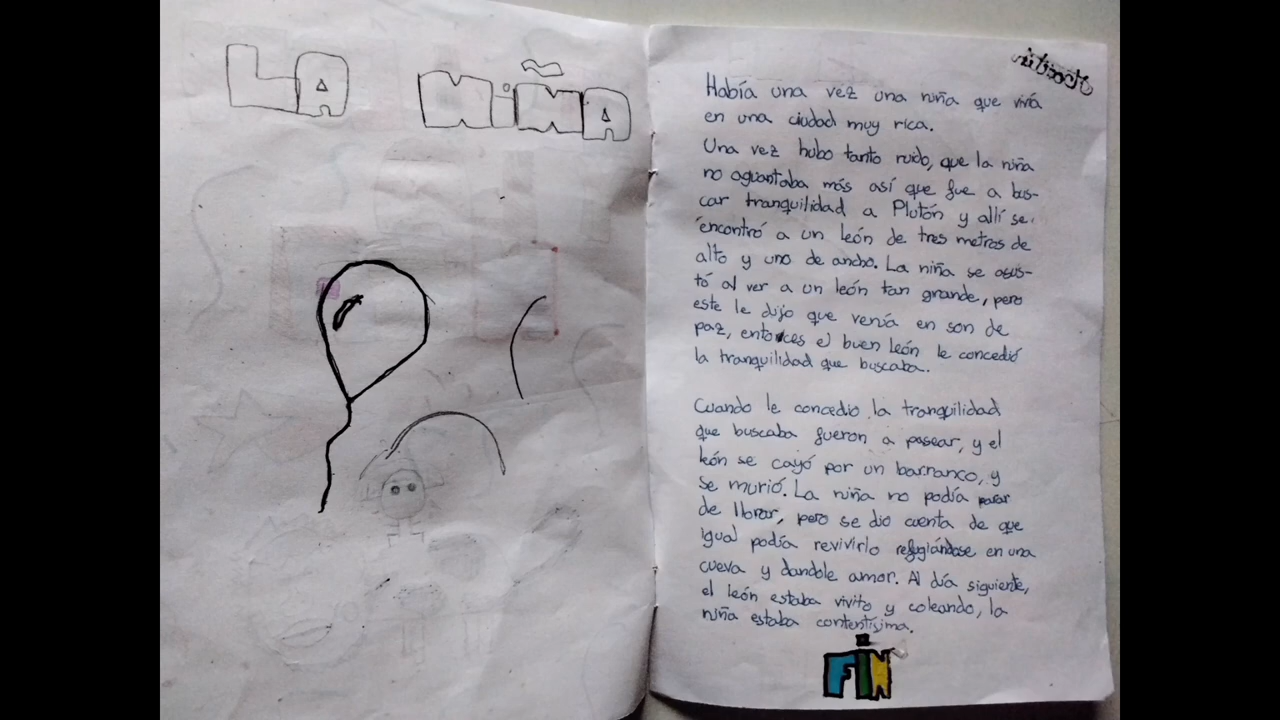 LA NiÑA
Había una vez una niña que vivía
en una ciudad muy rica.
Una vez hubo tanto ruido, que la niña
no aguantaba más así que fue a bus-
car tranquilidad a Plutón y allí se
encontró a un león de tres metros de
alto y uno de ancho. La niña se asus-
tó al ver a un león tan grande, pero
este le dijo que venía en son de
paz, entonces el buen león le concedió
la tranquilidad que buscaba.
Cuando le concedio la tranquilidad
que buscaba fueron a pasear, y el
león se cayó por un barranco, y
se murió. La niña no podía parar
de llorar, pero se dio cuenta de que
igual podía revivirlo refugiándose en una
cueva y dandole amor. Al día siguiente,
el león estaba vivito y coleando, la
niña estaba contentísima.
FiN